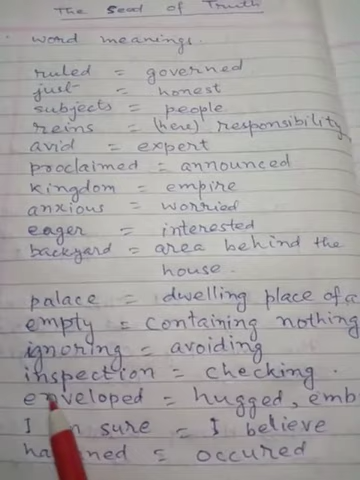 The Seed of Truth
word meanings.
ruled = governed
just = honest
subjects = people
reins = (here) responsibility,
avid = expert
proclaimed = announced
kingdom = empire
anxious = worried
eager = interested
backyard = area behind the
house.
palace = dwelling place of a
empty = containing nothing
ignoring = avoiding
inspection = checking.
enveloped = hugged, emb
I sure = I believe
= occured